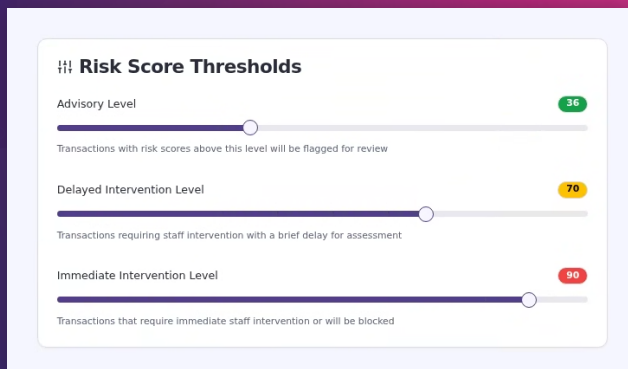 Risk Score Thresholds
Advisory Level 36
Transactions with risk scores above this level will be flagged for review
Delayed Intervention Level 70
Transactions requiring staff intervention with a brief delay for assessment
Immediate Intervention Level 90
Transactions that require immediate staff intervention or will be blocked